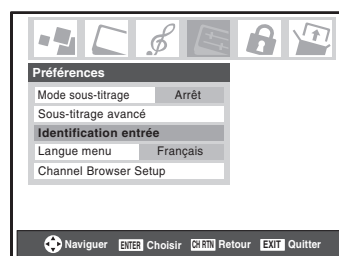 Préférences
Mode sous-titrage Arrêt
Sous-titrage avancé
Identification entrée
Langue menu Français
Channel Browser Setup
Naviguer ENTER Choisir CH RTN Retour EXIT Quitter